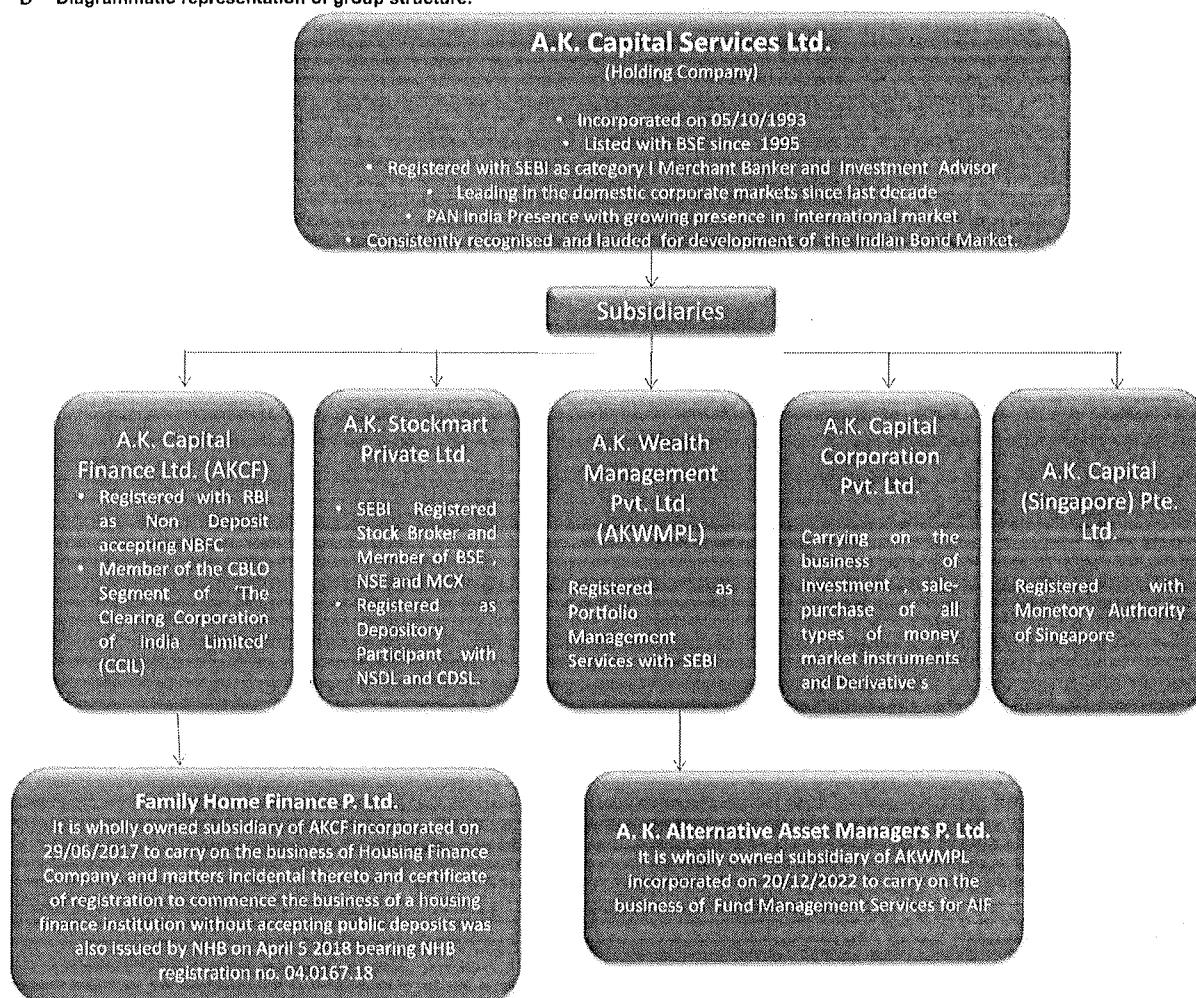 Diagrammatic representation of group structure.
A.K. Capital Services Ltd.
(Holding Company)
• Incorporated on 05/10/1993
• Listed with BSE since 1995
• Registered with SEBI as category I Merchant Banker and Investment Advisor
• Leading in the domestic corporate markets since last decade
• PAN India Presence with growing presence in international market
• Consistently recognised and lauded for development of the Indian Bond Market.
Subsidiaries
A.K. Capital
Finance Ltd. (AKCF)
• Registered with RBI
as Non Deposit
accepting NBFC
• Member of the CBLO
Segment of 'The
Clearing Corporation
of India Limited'
(CCIL)
A.K. Stockmart
Private Ltd.
• SEBI Registered
Stock Broker and
Member of BSE ,
NSE and MCX
• Registered as
Depository
Participant with
NSDL and CDSL.
A.K. Wealth
Management
Pvt. Ltd.
(AKWMPL)
Registered as
Portfolio
Management
Services with SEBI
A.K. Capital
Corporation
Pvt. Ltd.
Carrying on the
business of
Investment , sale-
purchase of all
types of money
market instruments
and Derivative s
A.K. Capital
(Singapore) Pte.
Ltd.
Registered with
Monetory Authority
of Singapore
Family Home Finance P. Ltd.
It is wholly owned subsidiary of AKCF incorporated on
29/06/2017 to carry on the business of Housing Finance
Company. and matters incidental thereto and certificate
of registration to commence the business of a housing
finance institution without accepting public deposits was
also issued by NHB on April 5 2018 bearing NHB
registration no. 04.0167.18
A. K. Alternative Asset Managers P. Ltd.
It is wholly owned subsidiary of AKWMPL
incorporated on 20/12/2022 to carry on the
business of Fund Management Services for AIF